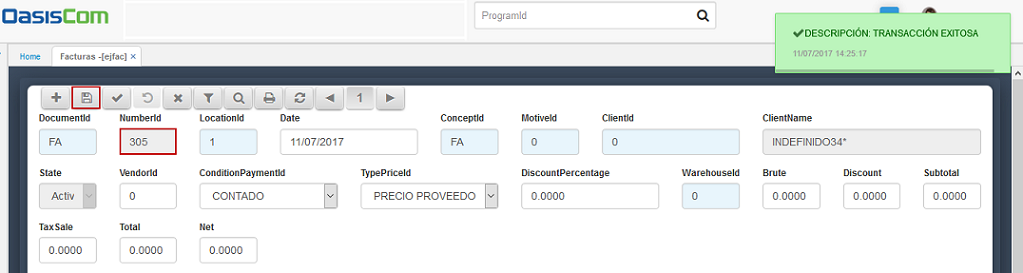 OasisCom
ProgramId
DESCRIPCIÓN: TRANSACCIÓN EXITOSA
11/07/2017 14:25:17
Home Facturas -[ejfac] ×
1
DocumentId NumberId LocationId Date ConceptId MotiveId ClientId ClientName
FA 305 1 11/07/2017 FA 0 0 INDEFINIDO34*
State VendorId ConditionPaymentId TypePriceId DiscountPercentage WarehouseId Brute Discount Subtotal
Activ 0 CONTADO PRECIO PROVEEDO 0.0000 0 0.0000 0.0000 0.0000
TaxSale Total Net
0.0000 0.0000 0.0000